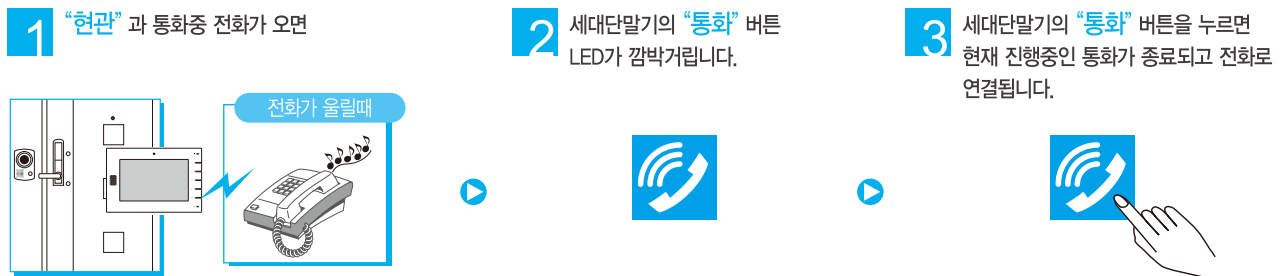 1 “현관” 과 통화중 전화가 오면
전화가 울릴때
2 세대단말기의 “통화” 버튼
LED가 깜박거립니다.
3 세대단말기의 “통화” 버튼을 누르면
현재 진행중인 통화가 종료되고 전화로
연결됩니다.